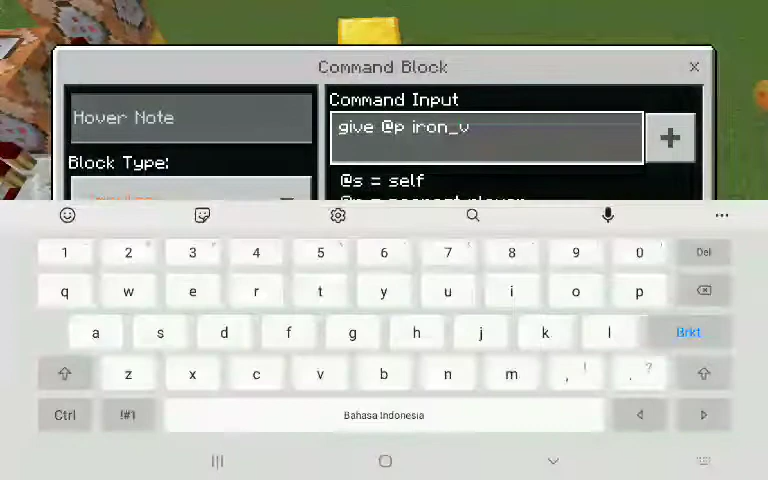 Command Block
Hover Note
Command Input
give @p iron_v
Block Type:
@s = self
1 2 3 4 5 6 7 8 9 0 Del
q w e r t y u i o p
a s d f g h j k l Brkt
z x c v b n m , ! . ?
Ctrl !#1 Bahasa Indonesia